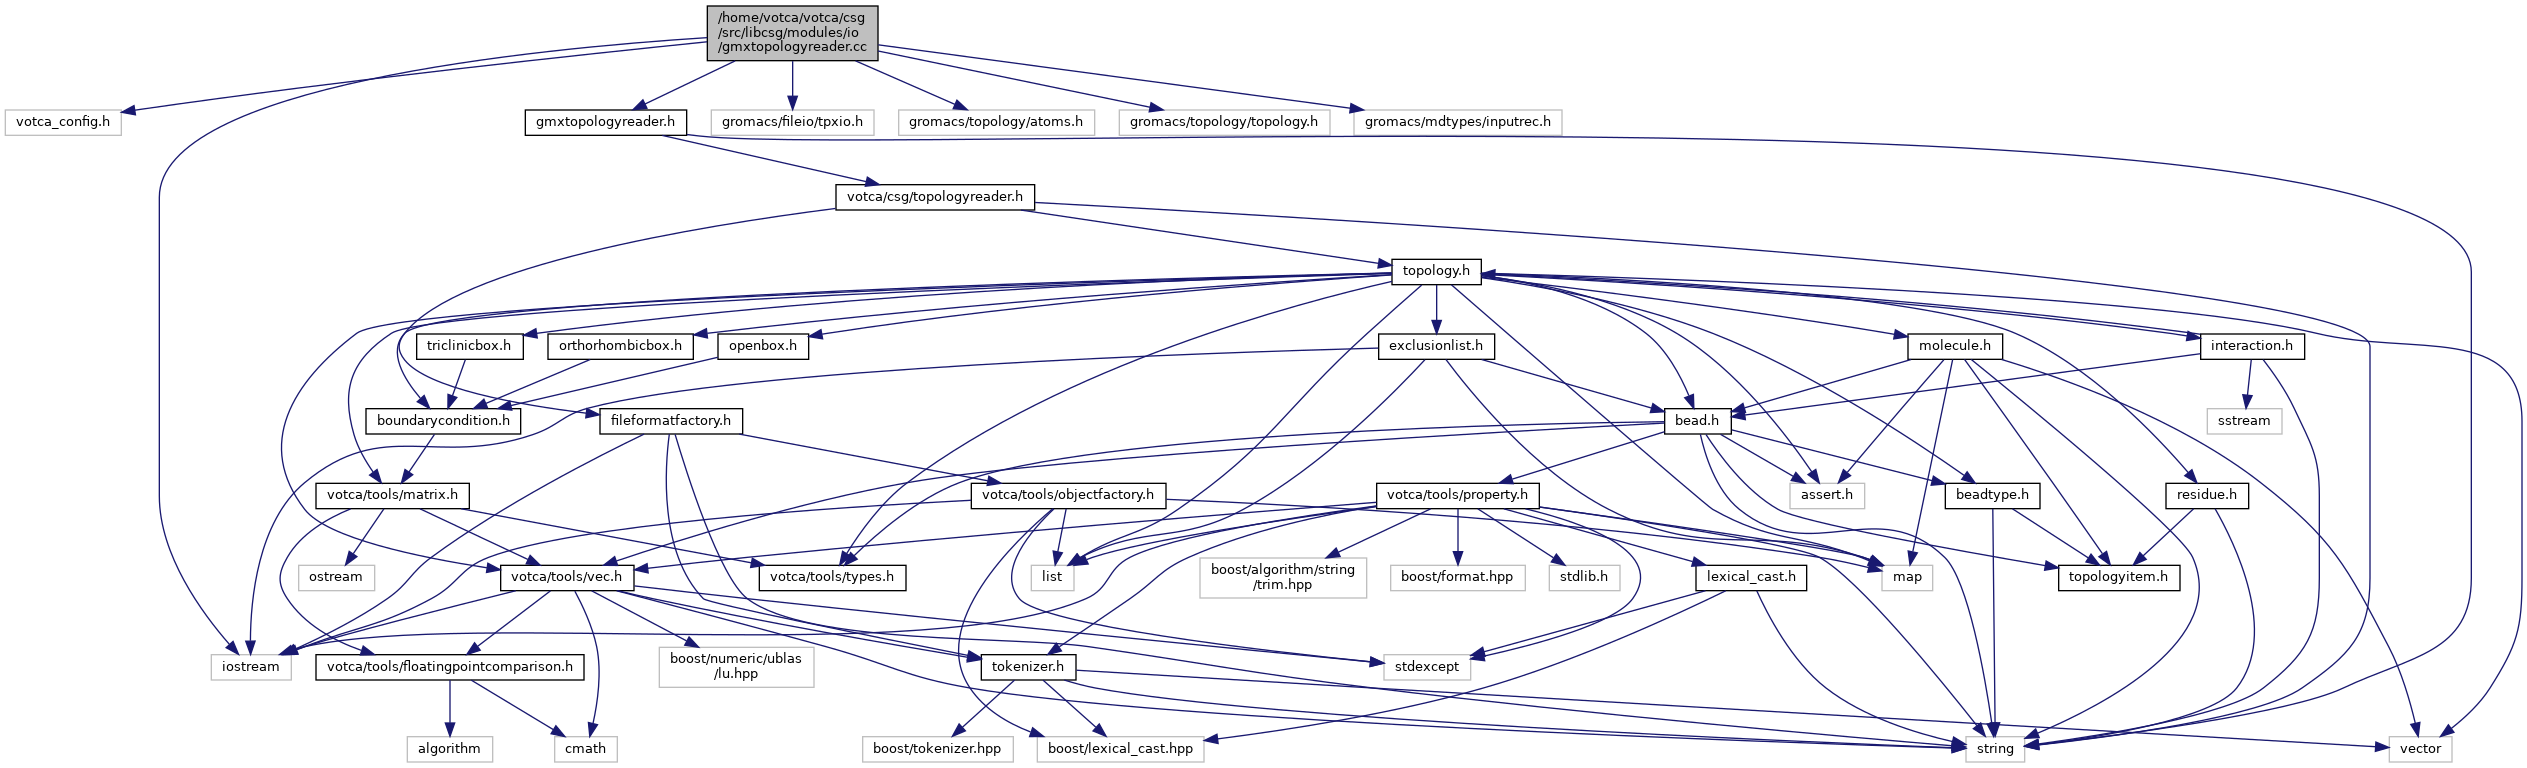 /home/votca/votca/csg
/src/libcsg/modules/io
/gmxtopologyreader.cc
votca_config.h
gmxtopologyreader.h
gromacs/fileio/tpxio.h
gromacs/topology/atoms.h
gromacs/topology/topology.h
gromacs/mdtypes/inputrec.h
votca/csg/topologyreader.h
topology.h
triclinicbox.h
orthorhombicbox.h
openbox.h
exclusionlist.h
molecule.h
interaction.h
boundarycondition.h
fileformatfactory.h
bead.h
sstream
votca/tools/matrix.h
votca/tools/objectfactory.h
votca/tools/property.h
assert.h
beadtype.h
residue.h
ostream
votca/tools/vec.h
votca/tools/types.h
list
boost/algorithm/string
/trim.hpp
boost/format.hpp
stdlib.h
lexical_cast.h
map
topologyitem.h
iostream
votca/tools/floatingpointcomparison.h
boost/numeric/ublas
/lu.hpp
tokenizer.h
stdexcept
algorithm
cmath
boost/tokenizer.hpp
boost/lexical_cast.hpp
string
vector